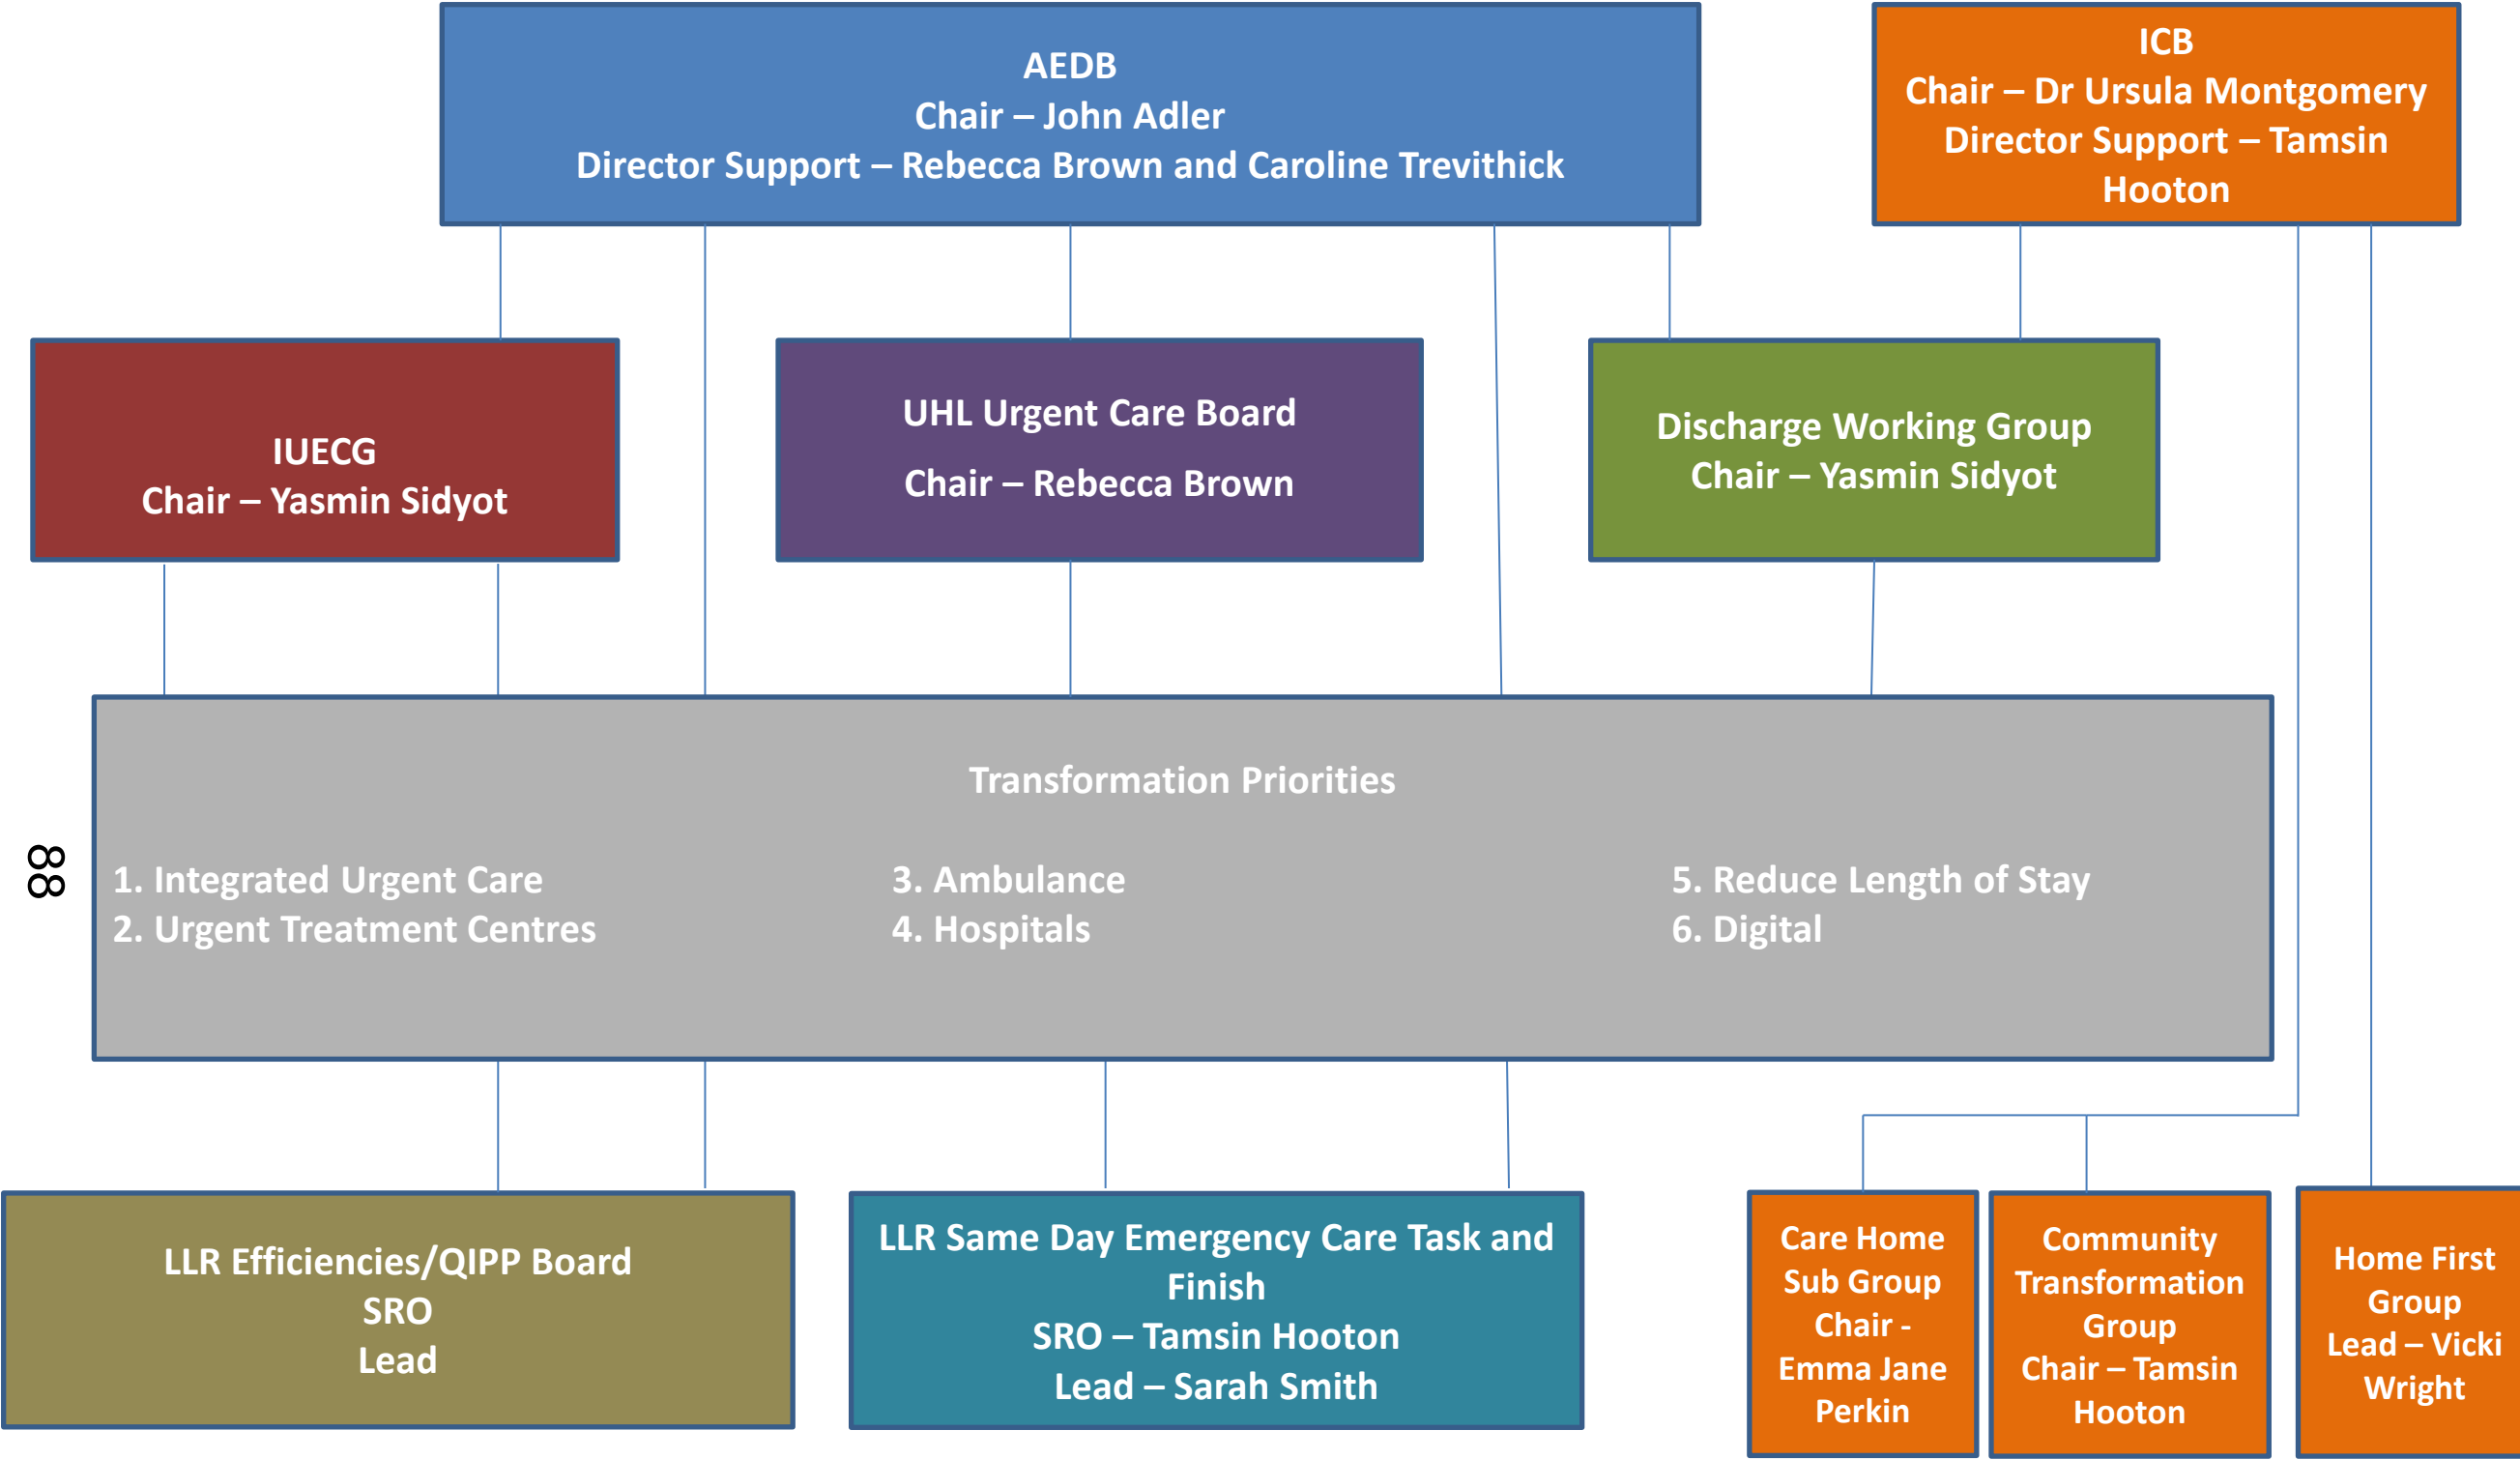 AEDB
Chair – John Adler
Director Support – Rebecca Brown and Caroline Trevithick
ICB
Chair – Dr Ursula Montgomery
Director Support – Tamsin
Hooton
IUECG
Chair – Yasmin Sidyot
UHL Urgent Care Board
Chair – Rebecca Brown
Discharge Working Group
Chair – Yasmin Sidyot
Transformation Priorities
1. Integrated Urgent Care
2. Urgent Treatment Centres
3. Ambulance
4. Hospitals
5. Reduce Length of Stay
6. Digital
88
LLR Efficiencies/QIPP Board
SRO
Lead
LLR Same Day Emergency Care Task and
Finish
SRO – Tamsin Hooton
Lead – Sarah Smith
Care Home
Sub Group
Chair -
Emma Jane
Perkin
Community
Transformation
Group
Chair – Tamsin
Hooton
Home First
Group
Lead – Vicki
Wright